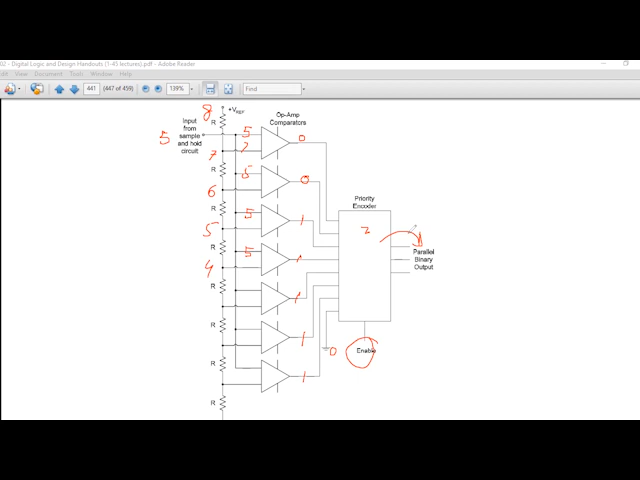 02 - Digital Logic and Design Handouts (1-45 lectures).pdf - Adobe Reader
Edit View Document Tools Window Help
441 (447 of 459) 139% Find
8
+VREF
Op-Amp
Comparators
Input
from
sample
and hold
circuit
5
R
5
0
7
7
R
5
0
6
Priority
Encoder
R
5
1
5
R
5
1
4
Parallel
Binary
Output
R
1
R
1
0
Enable
R
1
R